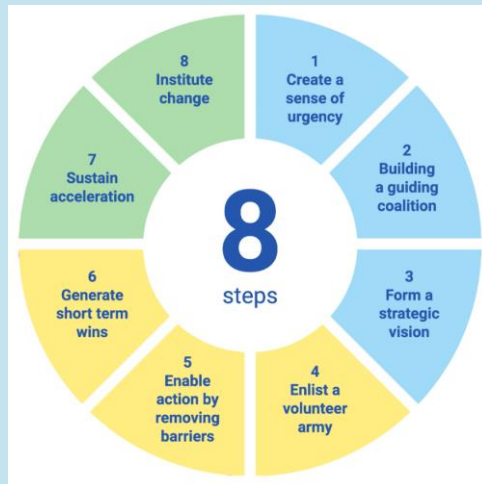 8
steps
1
Create a
sense of
urgency
2
Building
a guiding
coalition
3
Form a
strategic
vision
4
Enlist a
volunteer
army
5
Enable
action by
removing
barriers
6
Generate
short term
wins
7
Sustain
acceleration
8
Institute
change